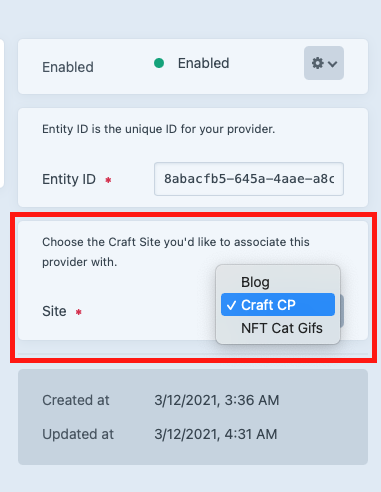 Enabled Enabled
Entity ID is the unique ID for your provider.
Entity ID * 8abacfb5-645a-4aae-a8c
Choose the Craft Site you'd like to associate this
provider with.
Blog
Site * ✓ Craft CP
NFT Cat Gifs
Created at 3/12/2021, 3:36 AM
Updated at 3/12/2021, 4:31 AM